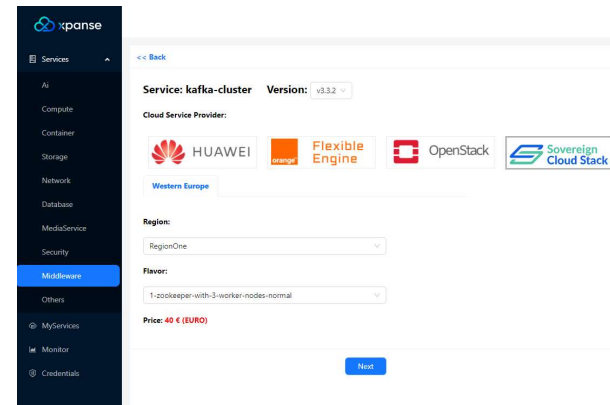 xpanse
Services
Ai
Compute
Container
Storage
Network
Database
MediaService
Security
Middleware
Others
MyServices
Monitor
Credentials
<< Back
Service: kafka-cluster Version: v3.3.2
Cloud Service Provider:
HUAWEI
orange
Flexible
Engine
OpenStack
Sovereign
Cloud Stack
Western Europe
Region:
RegionOne
Flavor:
1-zookeeper-with-3-worker-nodes-normal
Price: 40 € (EURO)
Next